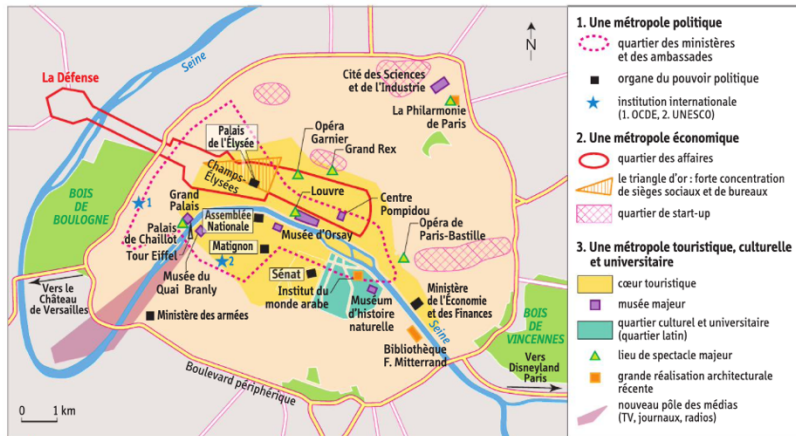 La Défense
Seine
N
Cité des Sciences
et de l'Industrie
La Philarmonie
de Paris
Palais
de l'Élysée
Opéra
Garnier
Grand Rex
Champs-
Élysées
BOIS
DE
BOULOGNE
1
Grand
Palais
Louvre
Centre
Pompidou
Assemblée
Nationale
Palais
de Chaillot
Musée d'Orsay
Opéra de
Paris-Bastille
Tour Eiffel
Matignon
2
Musée du
Quai Branly
Sénat
Institut du
monde arabe
Vers le
Château
de Versailles
Muséum
d'histoire
naturelle
Ministère
de l'Économie
et des Finances
Ministère des armées
Seine
BOIS
DE
VINCENNES
Bibliothèque
F. Mitterrand
Vers
Disneyland
Paris
Boulevard périphérique
0 1 km
1. Une métropole politique
quartier des ministères
et des ambassades
organe du pouvoir politique
institution internationale
(1. OCDE, 2. UNESCO)
2. Une métropole économique
quartier des affaires
le triangle d'or : forte concentration
de sièges sociaux et de bureaux
quartier de start-up
3. Une métropole touristique, culturelle
et universitaire
cœur touristique
musée majeur
quartier culturel et universitaire
(quartier latin)
lieu de spectacle majeur
grande réalisation architecturale
récente
nouveau pôle des médias
(TV, journaux, radios)